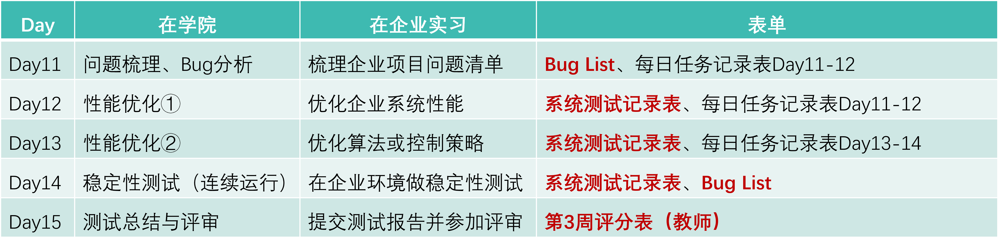 Day 在学院 在企业实习 表单
Day11 问题梳理、Bug分析 梳理企业项目问题清单 Bug List、每日任务记录表Day11-12
Day12 性能优化① 优化企业系统性能 系统测试记录表、每日任务记录表Day11-12
Day13 性能优化② 优化算法或控制策略 系统测试记录表、每日任务记录表Day13-14
Day14 稳定性测试（连续运行） 在企业环境做稳定性测试 系统测试记录表、Bug List
Day15 测试总结与评审 提交测试报告并参加评审 第3周评分表（教师）